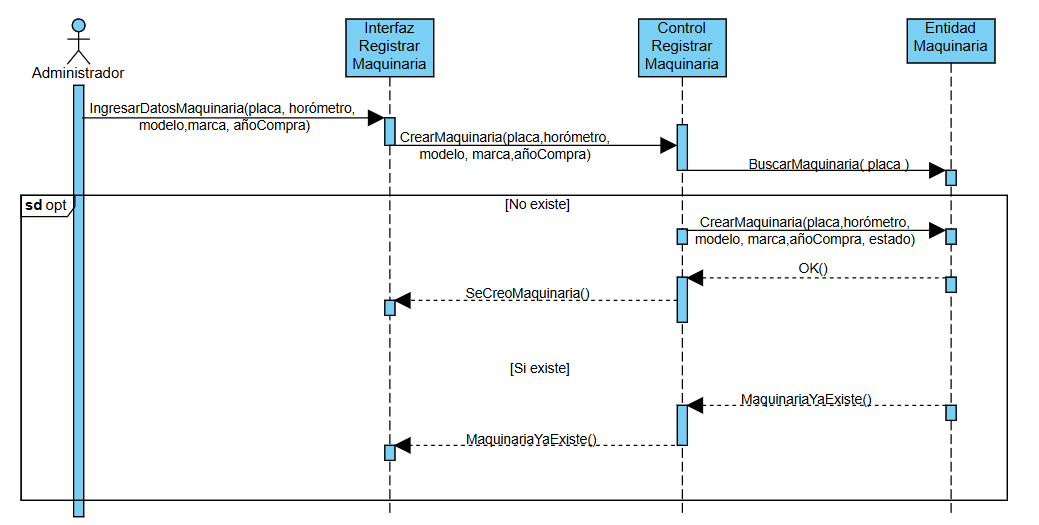 Administrador
Interfaz
Registrar
Maquinaria
Control
Registrar
Maquinaria
Entidad
Maquinaria
IngresarDatosMaquinaria(placa, horómetro,
modelo,marca, añoCompra)
CrearMaquinaria(placa,horómetro,
modelo, marca,añoCompra)
BuscarMaquinaria( placa )
sd opt
[No existe]
CrearMaquinaria(placa,horómetro,
modelo, marca,añoCompra, estado)
OK()
SeCreoMaquinaria()
[Si existe]
MaquinariaYaExiste()
MaquinariaYaExiste()